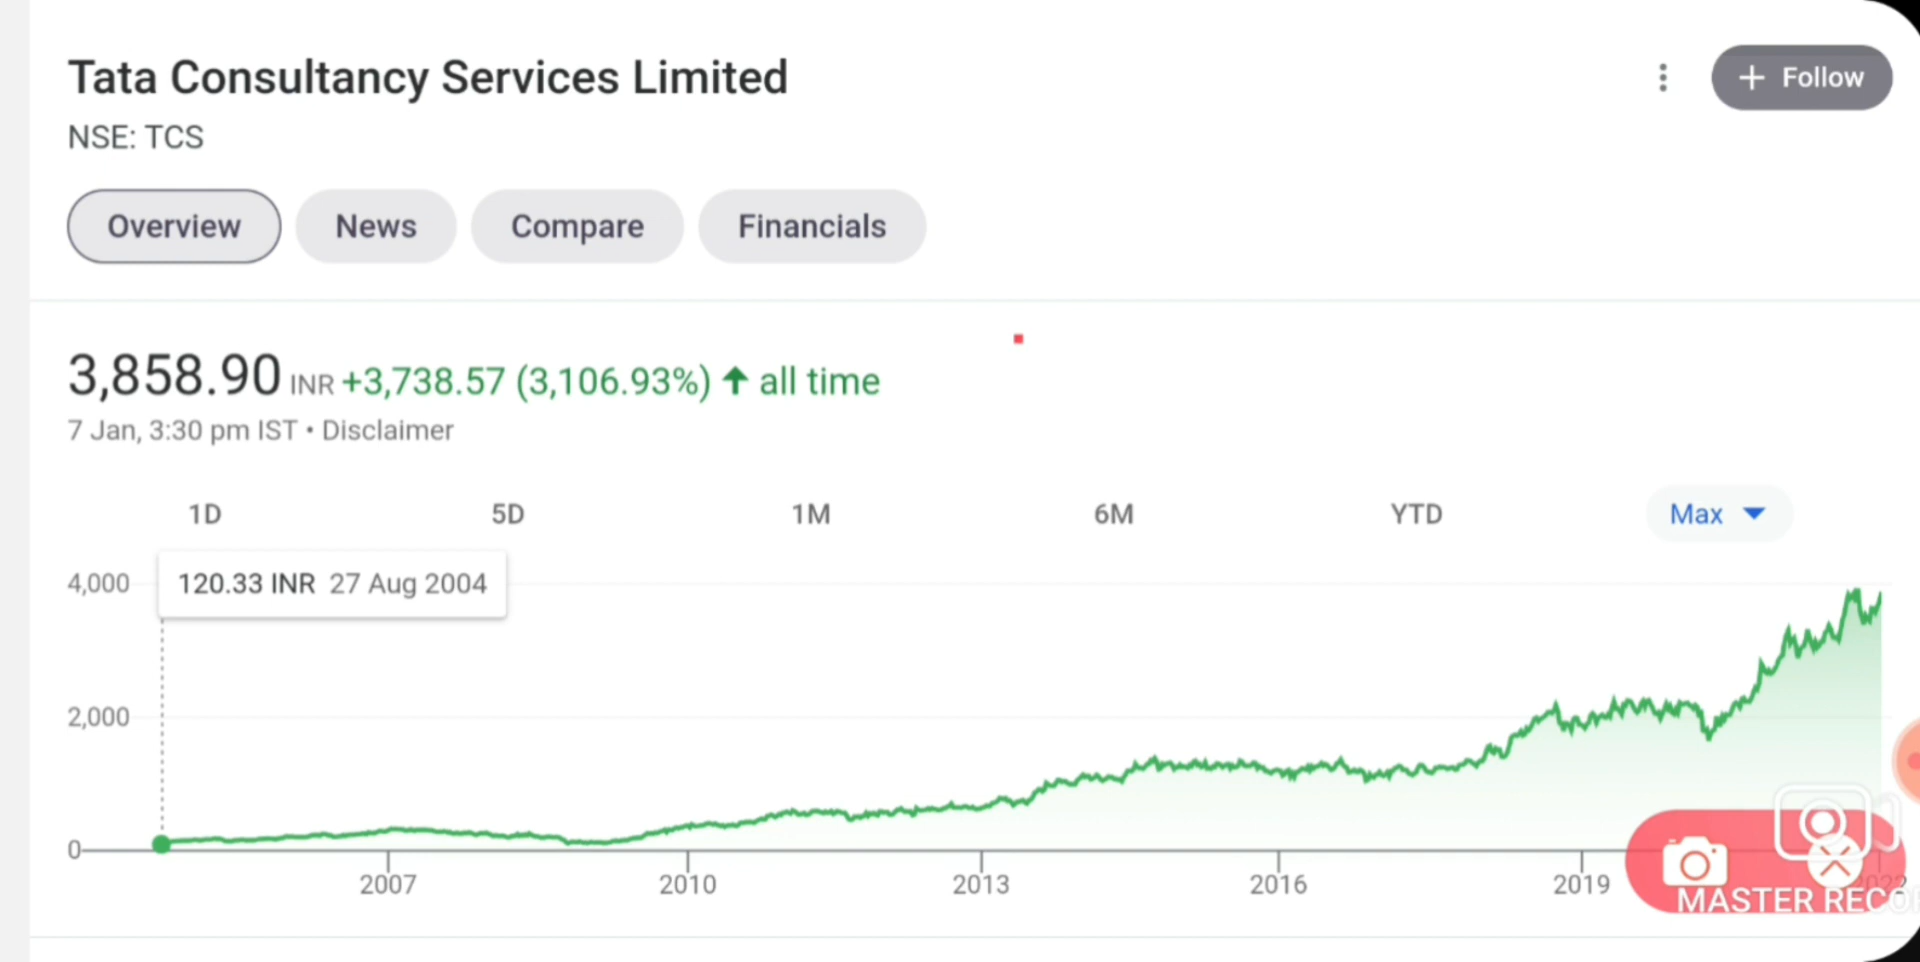 Tata Consultancy Services Limited
+ Follow
NSE: TCS
Overview News Compare Financials
3,858.90 INR +3,738.57 (3,106.93%) ↑ all time
7 Jan, 3:30 pm IST • Disclaimer
1D 5D 1M 6M YTD Max
4,000
120.33 INR 27 Aug 2004
2,000
0
2007 2010 2013 2016 2019
MASTER RECO